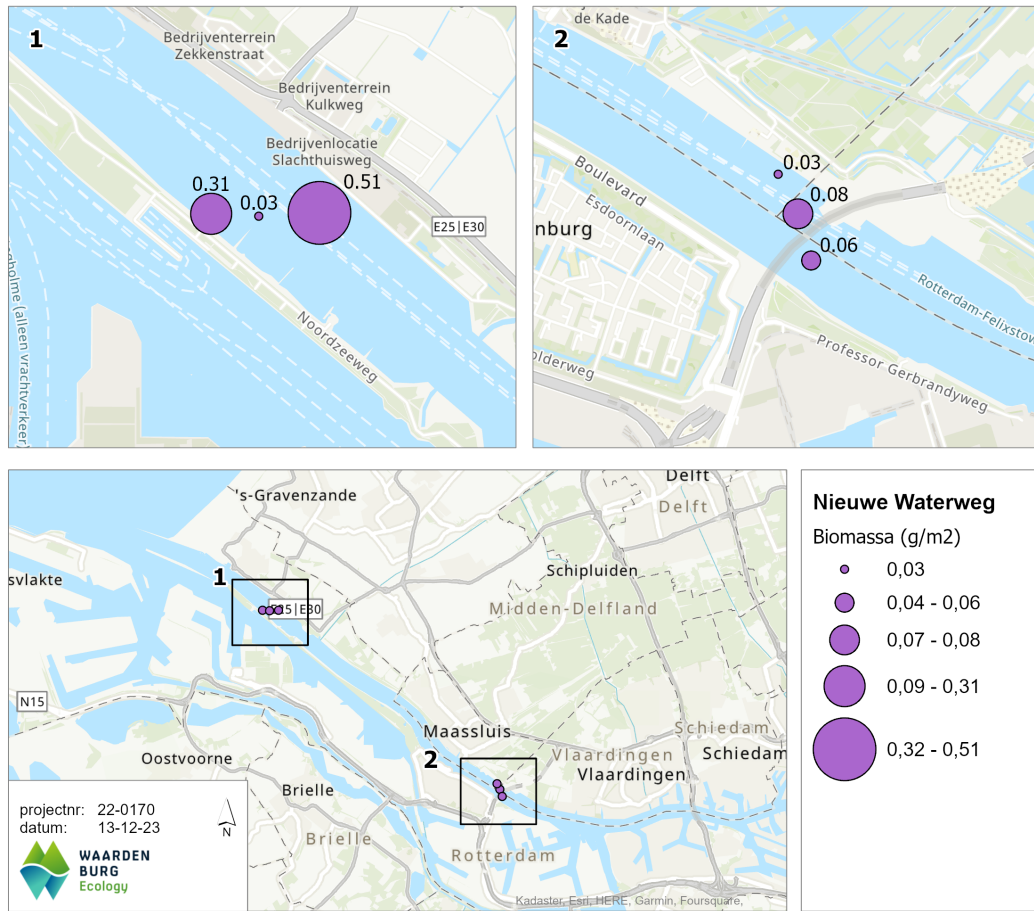 1
Bedrijventerrein
Zekkenstraat
Bedrijventerrein
Kulkweg
Bedrijvenlocatie
Slachthuisweg
0.31
0.03
0.51
E25|E30
Noordzeeweg
(alleen vrachtverkeer)
2
de Kade
0.03
0.08
0.06
Boulevard
Esdoornlaan
nburg
olderweg
Rotterdam-Felixstow
Professor Gerbrandyweg
's-Gravenzande
Delft
Delft
svlakte
1
E30
Schipluiden
Midden-Delfland
N15
Maassluis
Schiedam
Vlaardingen
Schiedam
Oostvoorne
2
Vlaardingen
Brielle
Brielle
Rotterdam
projectnr: 22-0170
datum: 13-12-23
N
WAARDEN
BURG
Ecology
Kadaster, Esri, HERE, Garmin, Foursquare,
Nieuwe Waterweg
Biomassa (g/m2)
0,03
0,04 - 0,06
0,07 - 0,08
0,09 - 0,31
0,32 - 0,51